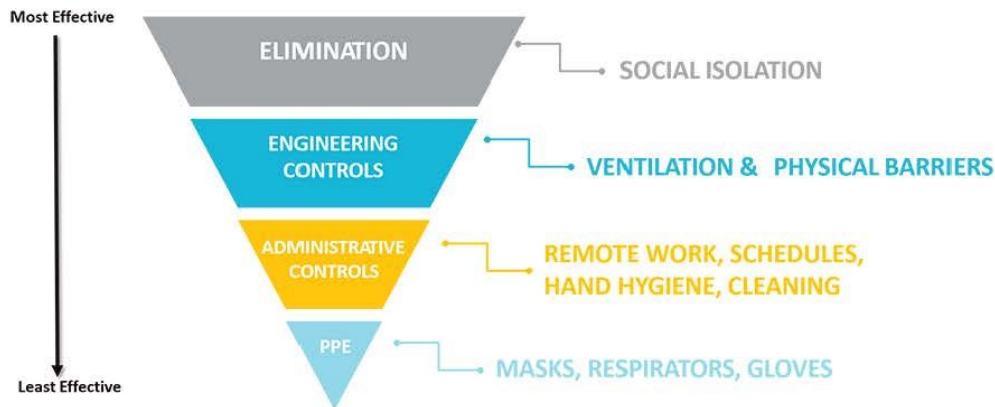 Most Effective
ELIMINATION
SOCIAL ISOLATION
ENGINEERING
CONTROLS
VENTILATION & PHYSICAL BARRIERS
ADMINISTRATIVE
CONTROLS
REMOTE WORK, SCHEDULES,
HAND HYGIENE, CLEANING
PPE
MASKS, RESPIRATORS, GLOVES
Least Effective